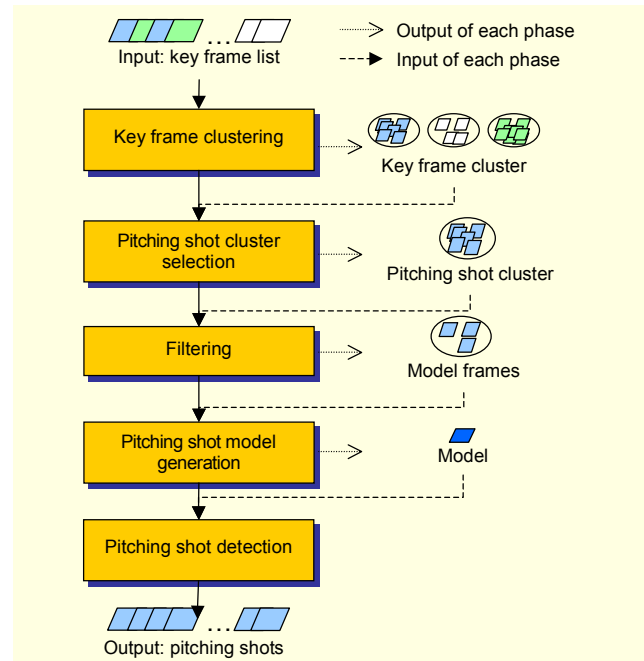 ...
Input: key frame list
Output of each phase
Input of each phase
Key frame clustering
Key frame cluster
Pitching shot cluster
selection
Pitching shot cluster
Filtering
Model frames
Pitching shot model
generation
Model
Pitching shot detection
...
Output: pitching shots